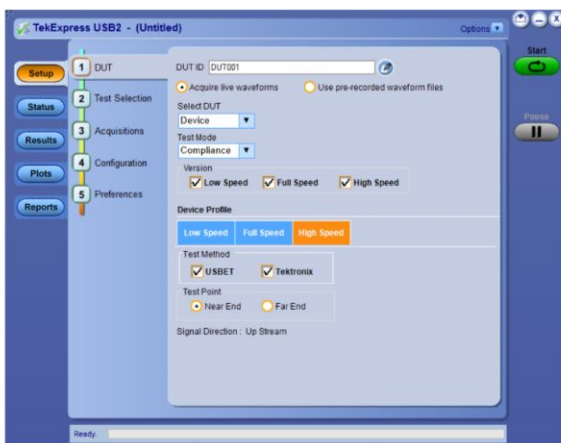 TekExpress USB2 - (Untitled)
Options
Start
Setup
Status
Results
Plots
Reports
1 DUT
2 Test Selection
3 Acquisitions
4 Configuration
5 Preferences
DUT ID DUT001
Acquire live waveforms Use pre-recorded waveform files
Select DUT
Device
Test Mode
Compliance
Version
Low Speed Full Speed High Speed
Device Profile
Low Speed Full Speed High Speed
Test Method
USBET Tektronix
Test Point
Near End Far End
Signal Direction : Up Stream
Pause
Ready